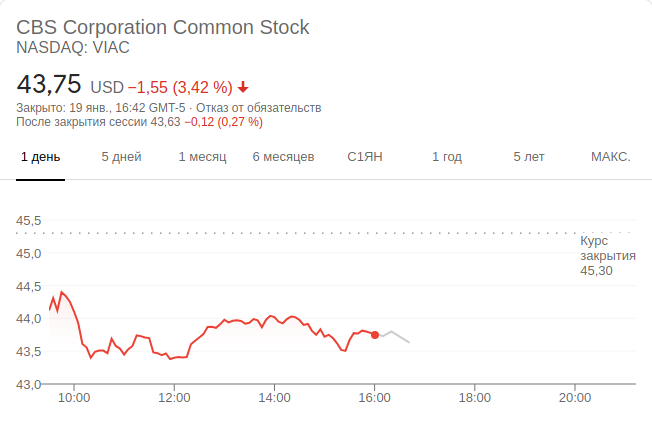 CBS Corporation Common Stock
NASDAQ: VIAC
43,75 USD −1,55 (3,42 %)
Закрыто: 19 янв., 16:42 GMT-5 · Отказ от обязательств
После закрытия сессии 43,63 −0,12 (0,27 %)
1 день 5 дней 1 месяц 6 месяцев С1ЯН 1 год 5 лет МАКС.
45,5
Курс
закрытия
45,30
45,0
44,5
44,0
43,5
43,0
10:00 12:00 14:00 16:00 18:00 20:00